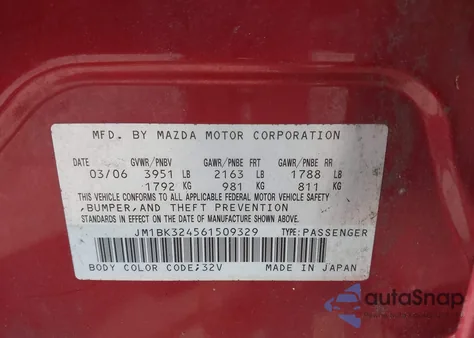 MFD. BY MAZDA MOTOR CORPORATION
GVWR/PNBV GAWR/PNBE FRT GAWR/PNBE RR
03/06 3951 LB 2163 LB 1788 LB
1792 KG 981 KG 811 KG
THIS VEHICLE CONFORMS TO ALL APPLICABLE FEDERAL MOTOR VEHICLE SAFETY
,BUMPER,AND THEFT PREVENTION
STANDARDS IN EFFECT ON THE DATE OF MANUFACTURE SHOWN ABOVE.
JM1BK324561509329 TYPE:PASSENGER
BODY COLOR CODE;32V MADE IN JAPAN
autoSnap